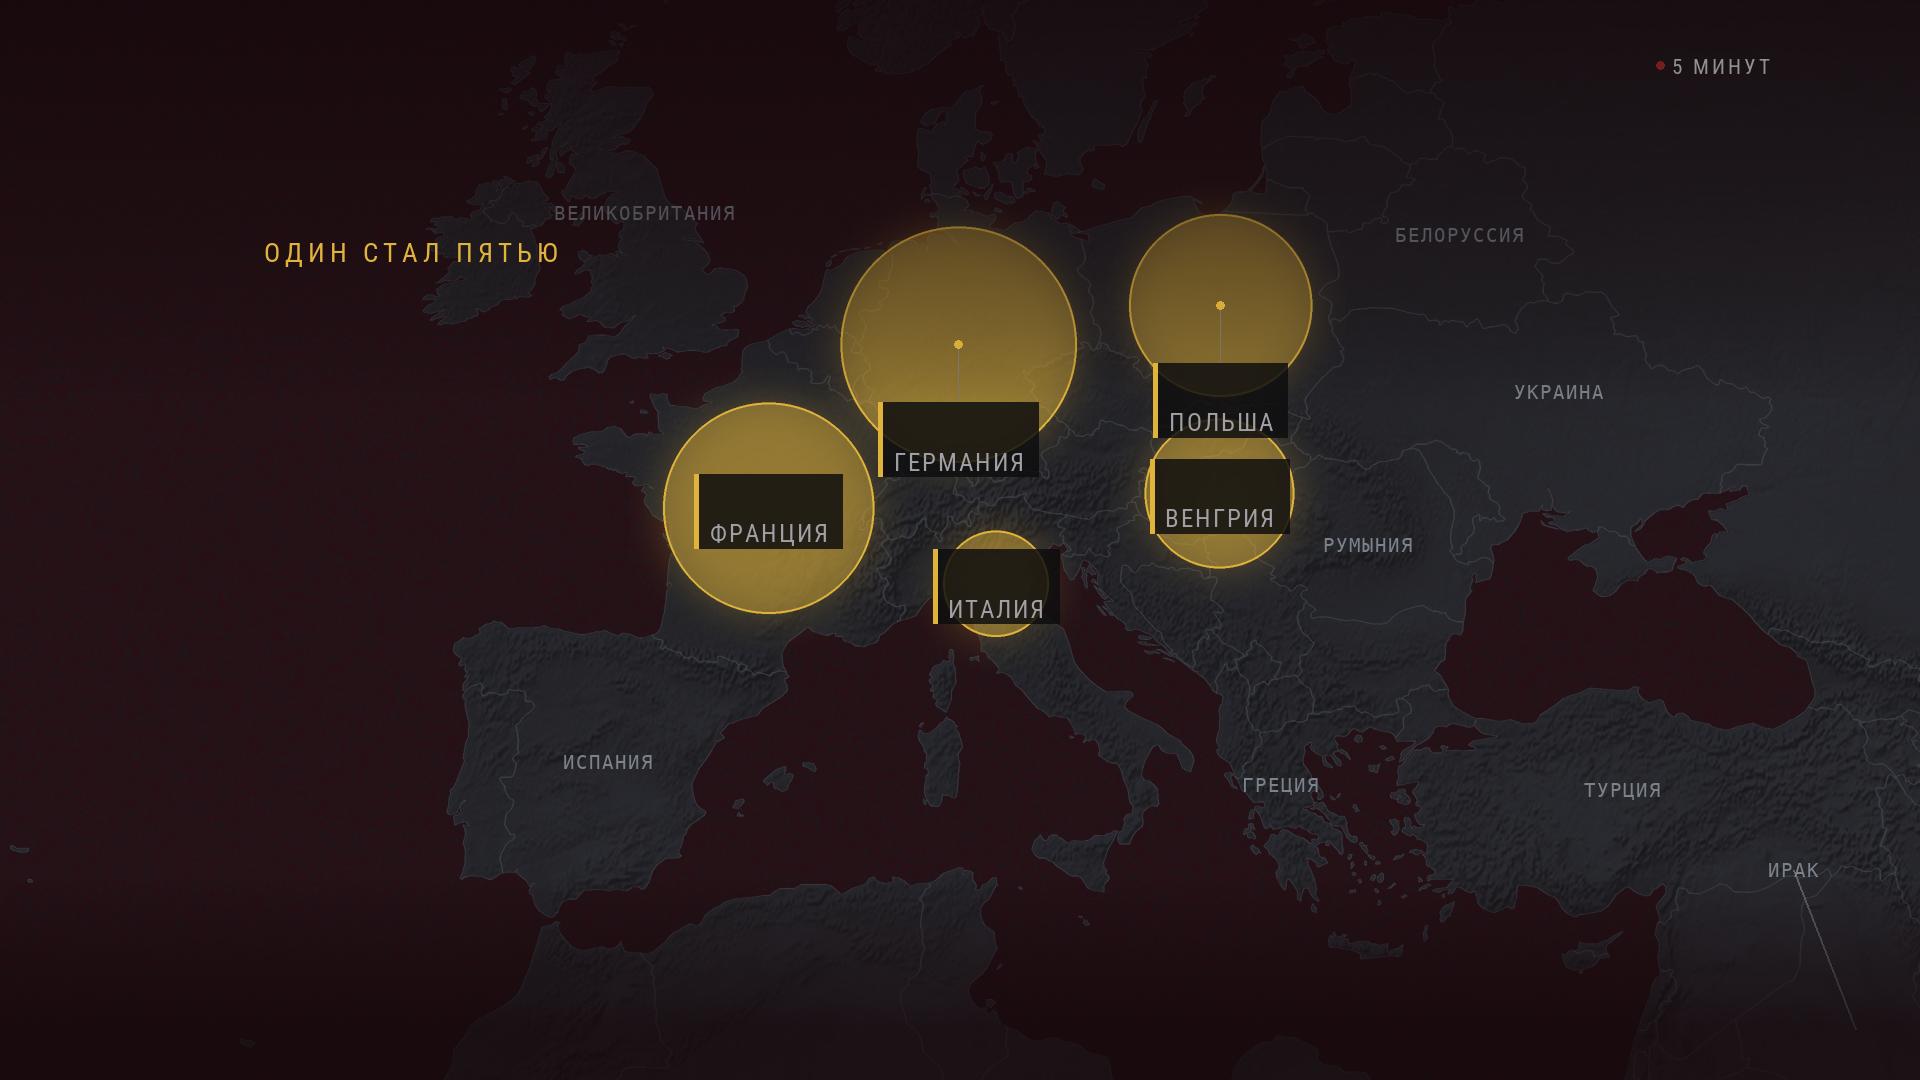 5 МИНУТ
ВЕЛИКОБРИТАНИЯ
БЕЛОРУССИЯ
ОДИН СТАЛ ПЯТЬЮ
УКРАИНА
ПОЛЬША
ГЕРМАНИЯ
ВЕНГРИЯ
ФРАНЦИЯ
РУМЫНИЯ
ИТАЛИЯ
ИСПАНИЯ
ГРЕЦИЯ
ТУРЦИЯ
ИРАК